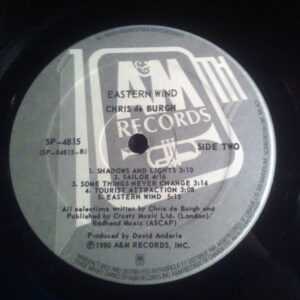 A&M
RECORDS
EASTERN WIND
CHRIS de BURGH
SP-4815
(SP-04815-B)
SIDE TWO
1. SHADOWS AND LIGHTS 3:10
2. SAILOR 4:16
3. SOME THINGS NEVER CHANGE 3:14
4. TOURIST ATTRACTION 3:08
5. EASTERN WIND 5:15
All selections written by Chris de Burgh and
Published by Crusty Music Ltd. (London)/
Redhead Music (ASCAP)
Produced by David Anderle
Ⓟ 1980 A&M RECORDS, INC.